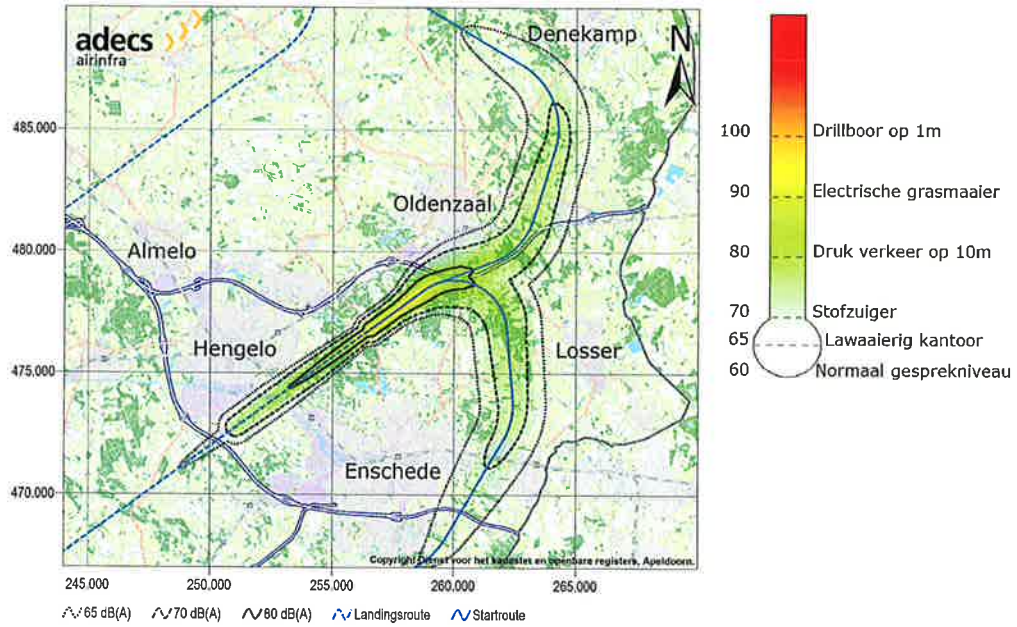 adecs
airinfra
Denekamp
N
485.000
Oldenzaal
480.000
Almelo
Hengelo
Losser
475.000
Enschede
470.000
Copyright Dienst voor het kadaster en openbare registers, Apeldoorn.
245.000 250.000 255.000 260.000 265.000
65 dB(A) 70 dB(A) 80 dB(A) Landingsroute Startroute
100 Drillboor op 1m
90 Electrische grasmaaier
80 Druk verkeer op 10m
70 Stofzuiger
65 Lawaaierig kantoor
60 Normaal gesprekniveau